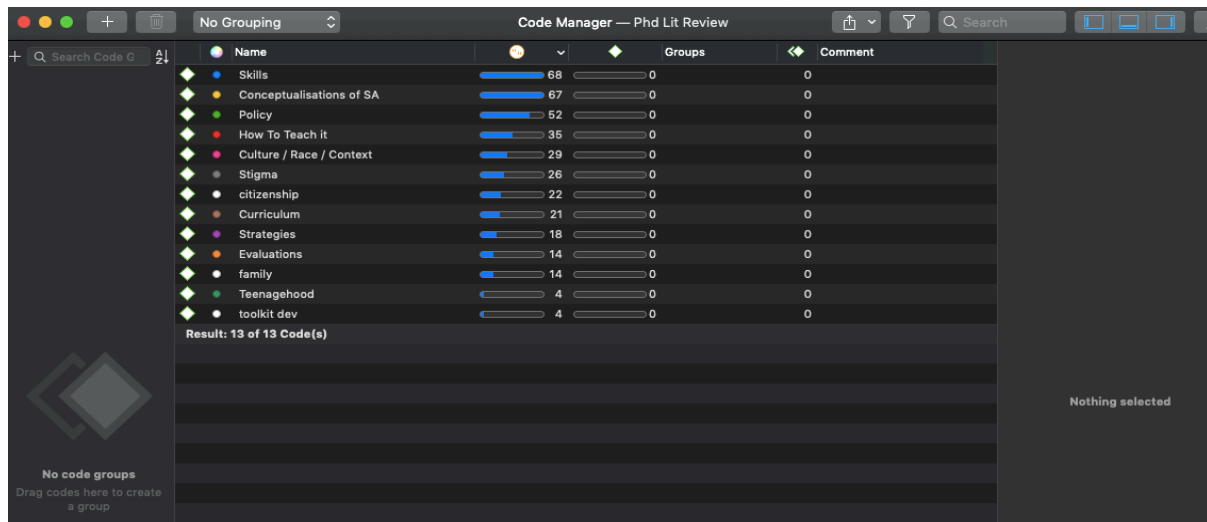 No Grouping Code Manager — Phd Lit Review Search
Search Code G Name Groups Comment
Skills 68 0 0
Conceptualisations of SA 67 0 0
Policy 52 0 0
How To Teach it 35 0 0
Culture / Race / Context 29 0 0
Stigma 26 0 0
citizenship 22 0 0
Curriculum 21 0 0
Strategies 18 0 0
Evaluations 14 0 0
family 14 0 0
Teenagehood 4 0 0
toolkit dev 4 0 0
Result: 13 of 13 Code(s)
Nothing selected
No code groups
Drag codes here to create
a group